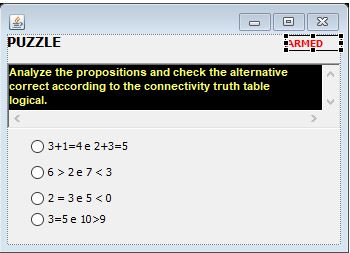 PUZZLE
ARMED
Analyze the propositions and check the alternative
correct according to the connectivity truth table
logical.
3+1=4 e 2+3=5
6 > 2 e 7 < 3
2 = 3 e 5 < 0
3=5 e 10>9